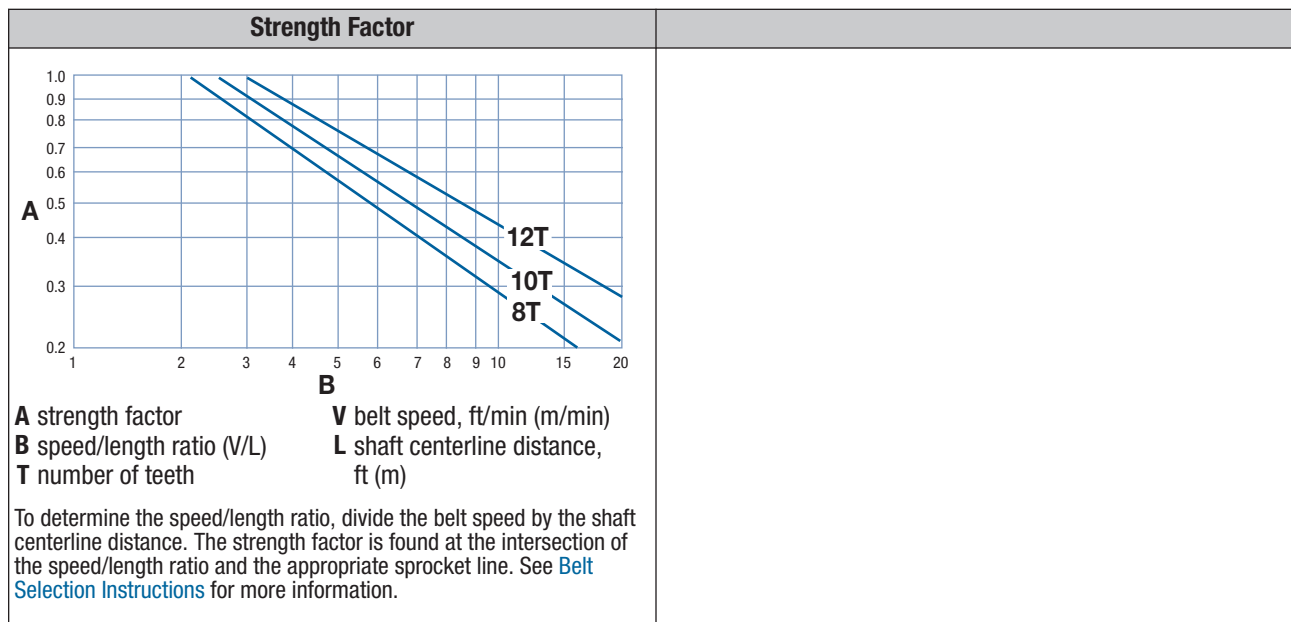 Strength Factor
1.0
0.9
0.8
0.7
0.6
A 0.5
0.4
0.3
0.2
12T
10T
8T
1 2 3 4 5 6 7 8 9 10 15 20
B
A strength factor
B speed/length ratio (V/L)
T number of teeth
V belt speed, ft/min (m/min)
L shaft centerline distance,
ft (m)
To determine the speed/length ratio, divide the belt speed by the shaft
centerline distance. The strength factor is found at the intersection of
the speed/length ratio and the appropriate sprocket line. See Belt
Selection Instructions for more information.